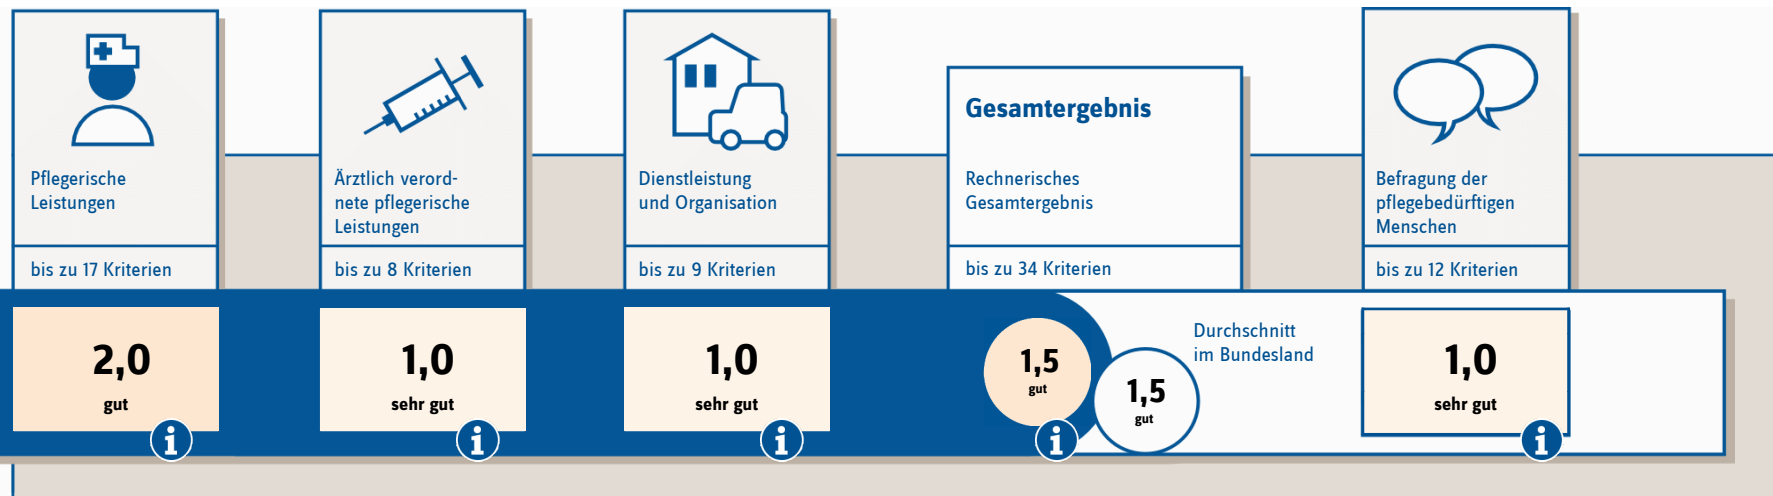 Pflegerische
Leistungen
bis zu 17 Kriterien
2,0
gut
i
Ärztlich verord-
nete pflegerische
Leistungen
bis zu 8 Kriterien
1,0
sehr gut
i
Dienstleistung
und Organisation
bis zu 9 Kriterien
1,0
sehr gut
i
Gesamtergebnis
Rechnerisches
Gesamtergebnis
bis zu 34 Kriterien
1,5
gut
i
Durchschnitt
im Bundesland
1,5
gut
Befragung der
pflegebedürftigen
Menschen
bis zu 12 Kriterien
1,0
sehr gut
i